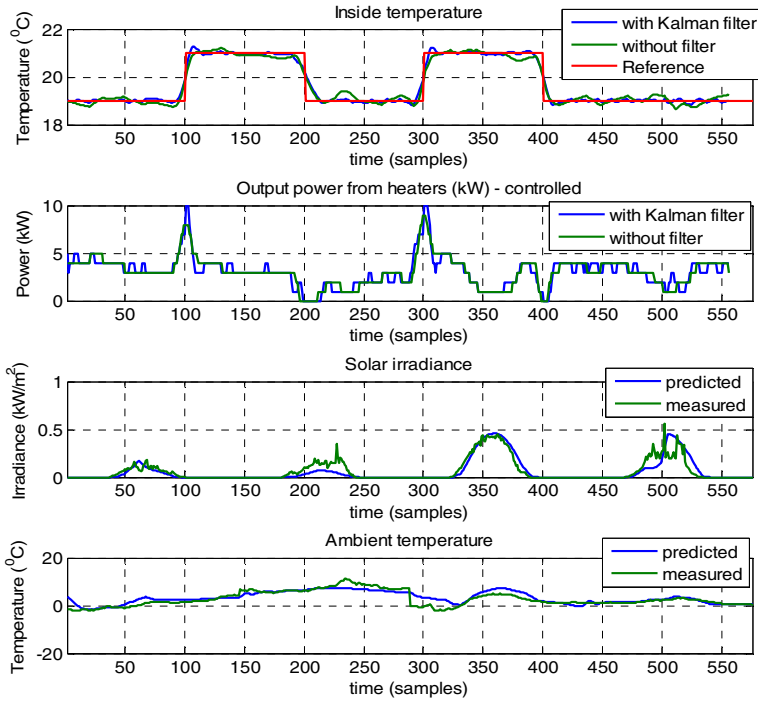 Inside temperature
Temperature (⁰C)
22
20
18
with Kalman filter
without filter
Reference
50 100 150 200 250 300 350 400 450 500 550
time (samples)
Output power from heaters (kW) - controlled
Power (kW)
10
5
0
with Kalman filter
without filter
50 100 150 200 250 300 350 400 450 500 550
time (samples)
Solar irradiance
Irradiance (kW/m²)
1
0.5
0
predicted
measured
50 100 150 200 250 300 350 400 450 500 550
time (samples)
Ambient temperature
Temperature (⁰C)
20
0
-20
predicted
measured
50 100 150 200 250 300 350 400 450 500 550
time (samples)